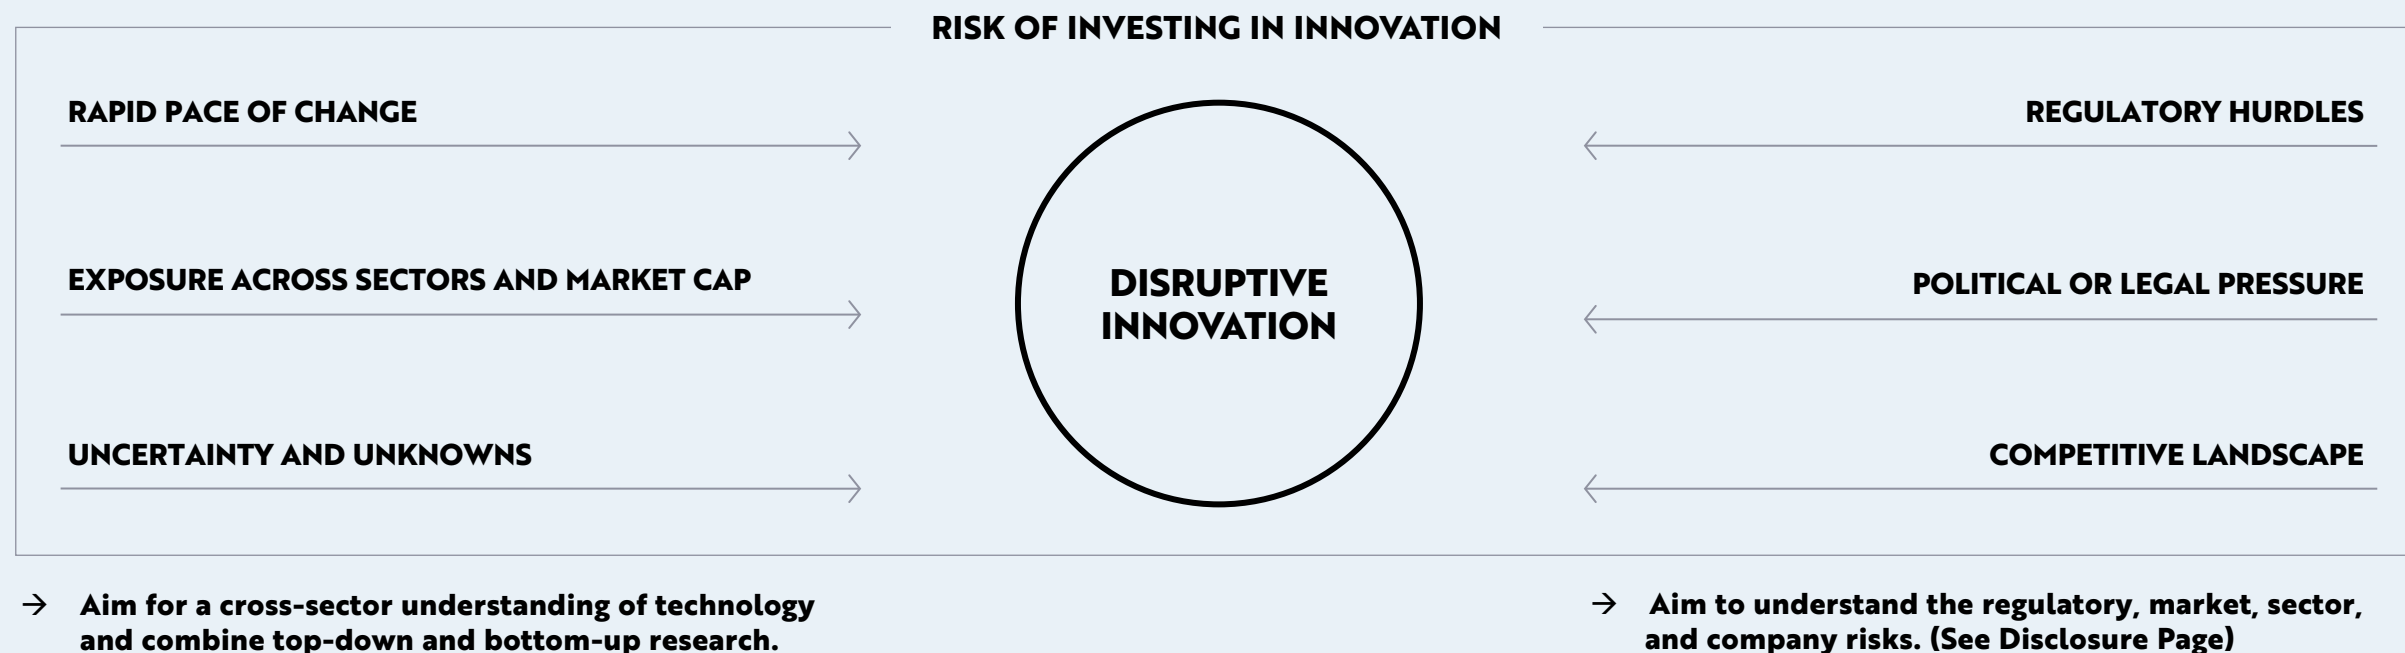 RISK OF INVESTING IN INNOVATION
RAPID PACE OF CHANGE
REGULATORY HURDLES
EXPOSURE ACROSS SECTORS AND MARKET CAP
DISRUPTIVE
INNOVATION
POLITICAL OR LEGAL PRESSURE
UNCERTAINTY AND UNKNOWNS
COMPETITIVE LANDSCAPE
→ Aim for a cross-sector understanding of technology
and combine top-down and bottom-up research.
→ Aim to understand the regulatory, market, sector,
and company risks. (See Disclosure Page)